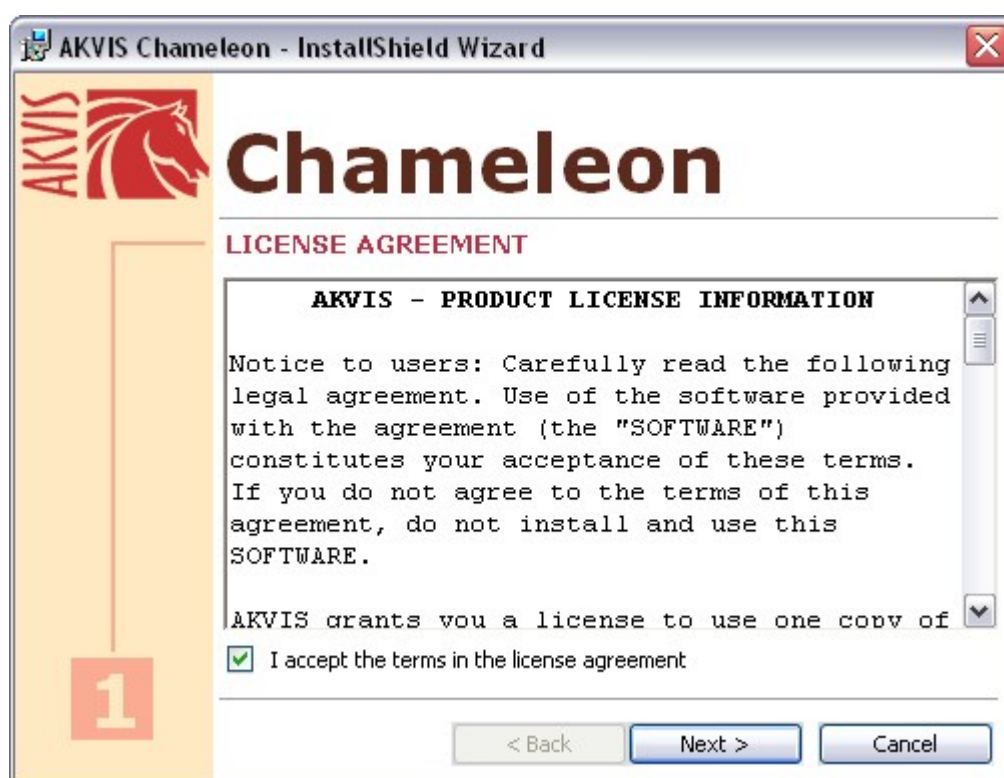 AKVIS Chameleon - InstallShield Wizard
AKVIS
Chameleon
LICENSE AGREEMENT
AKVIS - PRODUCT LICENSE INFORMATION
Notice to users: Carefully read the following
legal agreement. Use of the software provided
with the agreement (the "SOFTWARE")
constitutes your acceptance of these terms.
If you do not agree to the terms of this
agreement, do not install and use this
SOFTWARE.
AKVIS grants you a license to use one copy of
I accept the terms in the license agreement
1
< Back
Next >
Cancel